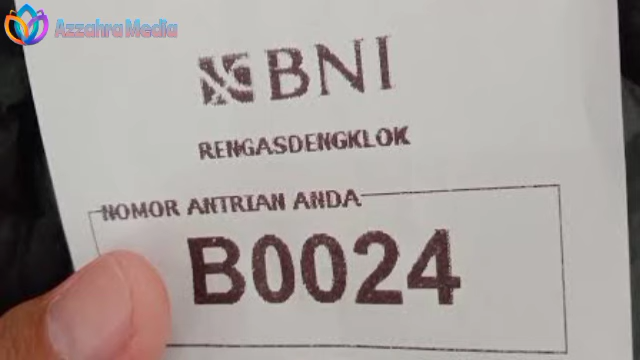 Azzahra Media
BNI
RENGASDENGKLOK
NOMOR ANTRIAN ANDA
B0024